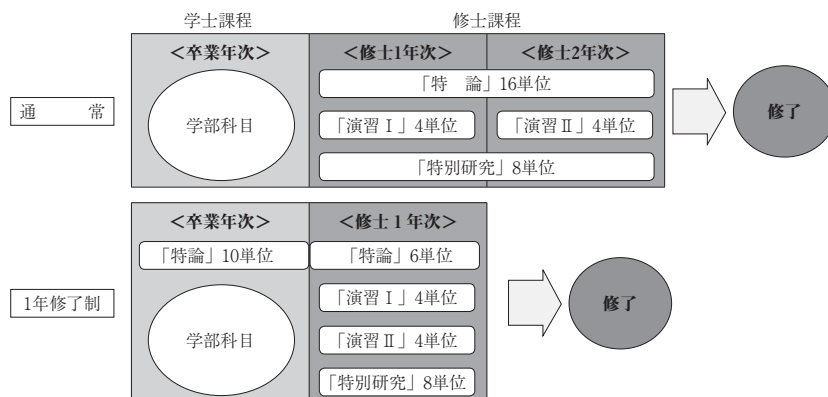 学士課程 修士課程
<卒業年次> <修士1年次> <修士2年次>
「特　論」16単位
通　　　常 学部科目 「演習Ⅰ」4単位 「演習Ⅱ」4単位 修了
「特別研究」8単位
<卒業年次> <修士１年次>
「特論」10単位 「特論」6単位
1年修了制 「演習Ⅰ」4単位 修了
学部科目 「演習Ⅱ」4単位
「特別研究」8単位